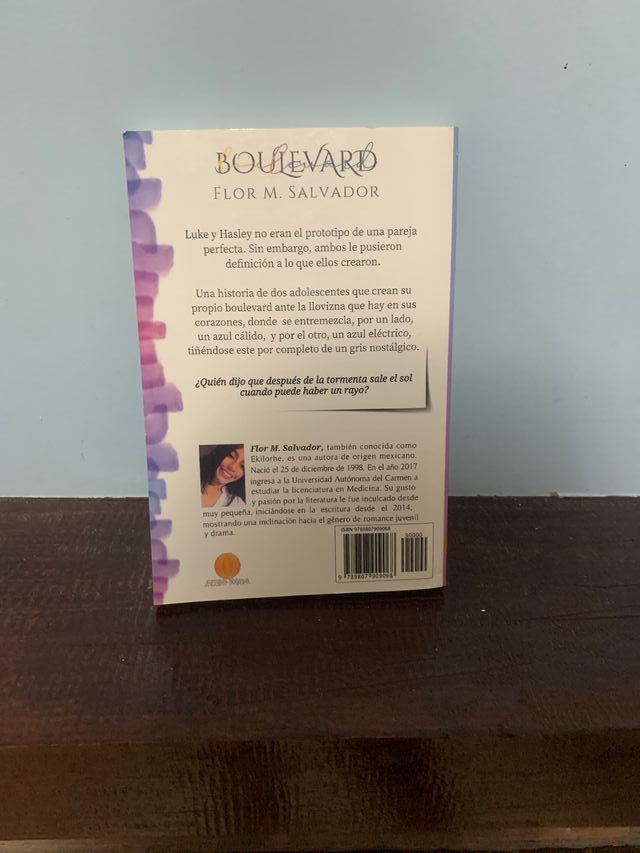 BOULEVARD
FLOR M. SALVADOR
Luke y Hasley no eran el prototipo de una pareja
perfecta. Sin embargo, ambos le pusieron
definición a lo que ellos crearon.
Una historia de dos adolescentes que crean su
propio boulevard ante la llovizna que hay en sus
corazones, donde se entremezcla, por un lado,
un azul cálido, y por el otro, un azul eléctrico,
tiñéndose este por completo de un gris nostálgico.
¿Quién dijo que después de la tormenta sale el sol
cuando puede haber un rayo?
Flor M. Salvador, también conocida como
Ekilorhe, es una autora de origen mexicano.
Nació el 25 de diciembre de 1998. En el año 2017
ingresa a la Universidad Autónoma del Carmen a
estudiar la licenciatura en Medicina. Su gusto
y pasión por la literatura le fue inculcado desde
muy pequeña, iniciándose en la escritura desde el 2014,
mostrando una inclinación hacia el género de romance juvenil
y drama.
ISBN 9789807909068
90000
9 789807 909068